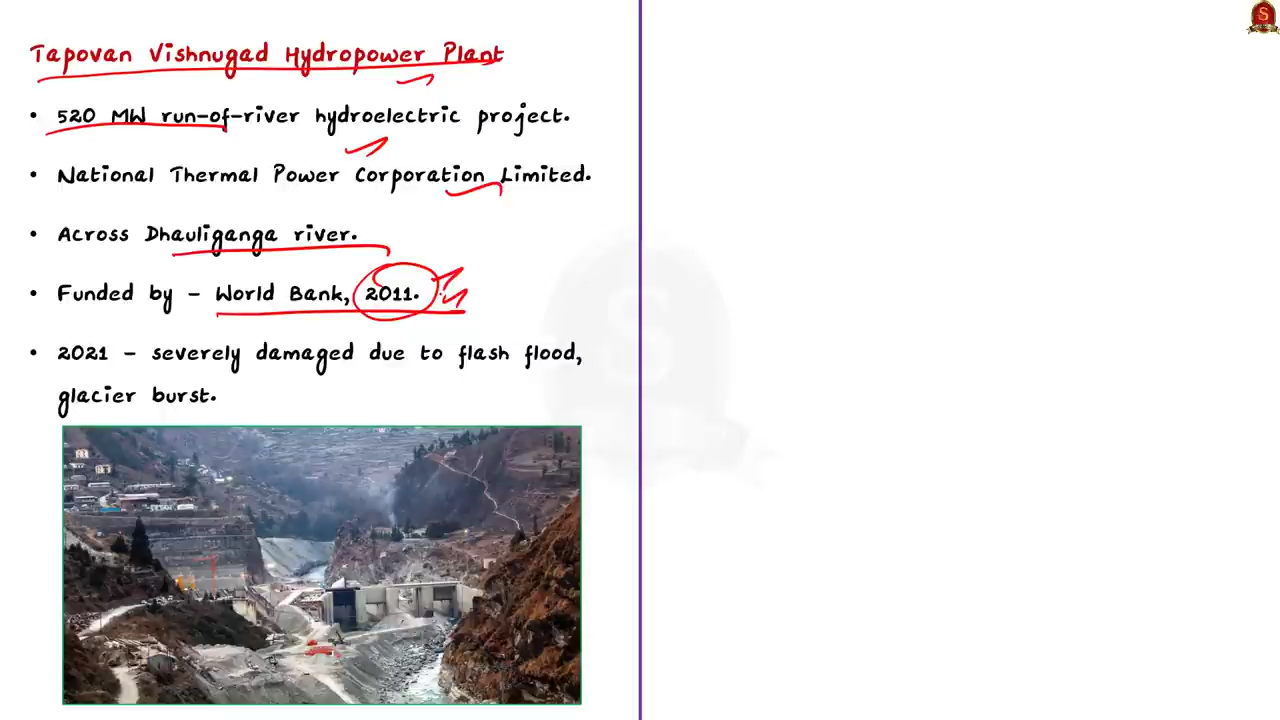 Tapovan Vishnugad Hydropower Plant
• 520 MW run-of-river hydroelectric project.
• National Thermal Power Corporation Limited.
• Across Dhauliganga river.
• Funded by - World Bank, 2011.
• 2021 - severely damaged due to flash flood,
glacier burst.
S
S